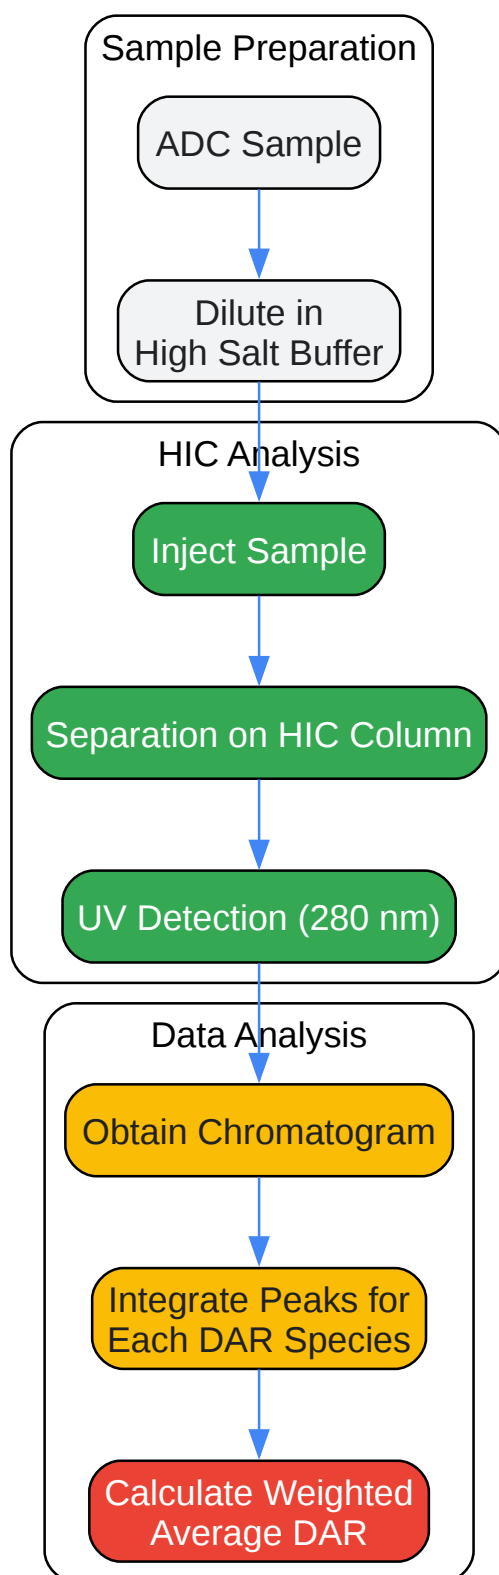 Sample Preparation
ADC Sample
Dilute in
High Salt Buffer
HIC Analysis
Inject Sample
Separation on HIC Column
UV Detection (280 nm)
Data Analysis
Obtain Chromatogram
Integrate Peaks for
Each DAR Species
Calculate Weighted
Average DAR